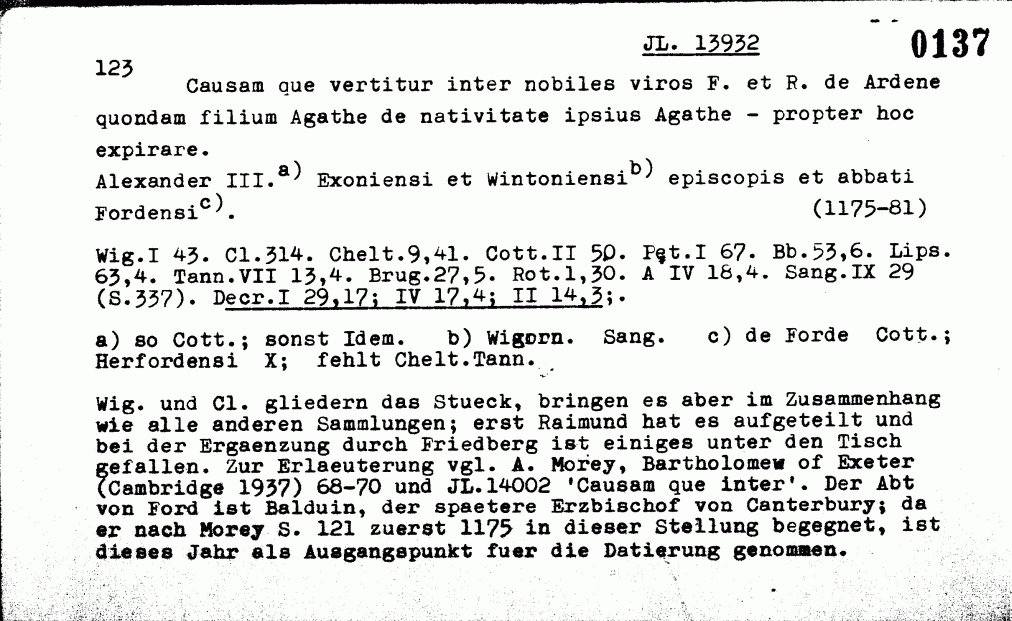 JL. 13932
0137
123
Causam que vertitur inter nobiles viros F. et R. de Ardene
quondam filium Agathe de nativitate ipsius Agathe - propter hoc
expirare.
Alexander III.a) Exoniensi et Wintoniensib) episcopis et abbati
Fordensic). (1175-81)
Wig.I 43. Cl.314. Chelt.9,41. Cott.II 50. Pet.I 67. Bb.53,6. Lips.
63,4. Tann.VII 13,4. Brug.27,5. Rot.1,30. A IV 18,4. Sang.IX 29
(S.337). Decr.I 29,17; IV 17,4; II 14,3;.
a) so Cott.; sonst Idem. b) Wigorn. Sang. c) de Forde Cott.;
Herfordensi X; fehlt Chelt.Tann.
Wig. und Cl. gliedern das Stueck, bringen es aber im Zusammenhang
wie alle anderen Sammlungen; erst Raimund hat es aufgeteilt und
bei der Ergaenzung durch Friedberg ist einiges unter den Tisch
gefallen. Zur Erlaeuterung vgl. A. Morey, Bartholomew of Exeter
(Cambridge 1937) 68-70 und JL.14002 'Causam que inter'. Der Abt
von Ford ist Balduin, der spaetere Erzbischof von Canterbury; da
er nach Morey S. 121 zuerst 1175 in dieser Stellung begegnet, ist
dieses Jahr als Ausgangspunkt fuer die Datierung genommen.